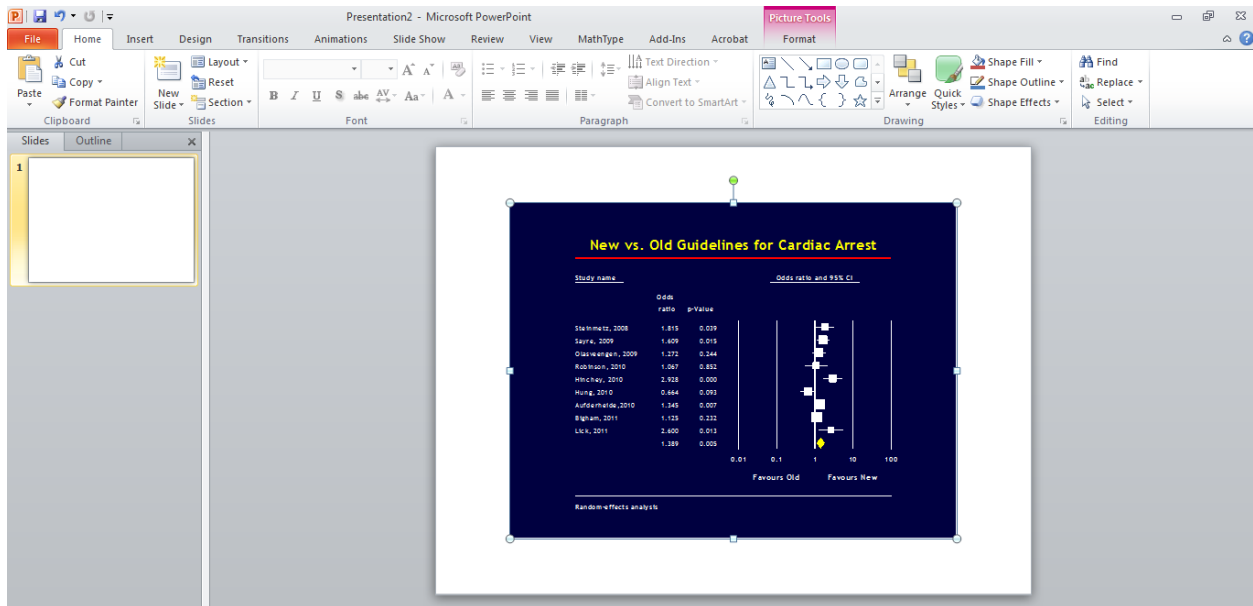 Presentation2 - Microsoft PowerPoint
Picture Tools
File Home Insert Design Transitions Animations Slide Show Review View MathType Add-Ins Acrobat Format
Paste
Cut
Copy
Format Painter
Clipboard
New Slide
Layout
Reset
Section
Slides
B I U S abc AV Aa A
Font
Text Direction
Align Text
Convert to SmartArt
Paragraph
Arrange
Quick Styles
Shape Fill
Shape Outline
Shape Effects
Drawing
Find
Replace
Select
Editing
Slides Outline
1
New vs. Old Guidelines for Cardiac Arrest
Study name Odds ratio and 95% CI
Odds
ratio p-Value
Steinmetz, 2008 1.815 0.039
Sayre, 2009 1.609 0.015
Olasveengen, 2009 1.272 0.244
Robinson, 2010 1.067 0.852
Hinchey, 2010 2.928 0.000
Hung, 2010 0.664 0.093
Aufderheide,2010 1.345 0.007
Bigham, 2011 1.125 0.232
Lick, 2011 2.600 0.013
1.389 0.005
0.01 0.1 1 10 100
Favours Old Favours New
Random-effects analysis